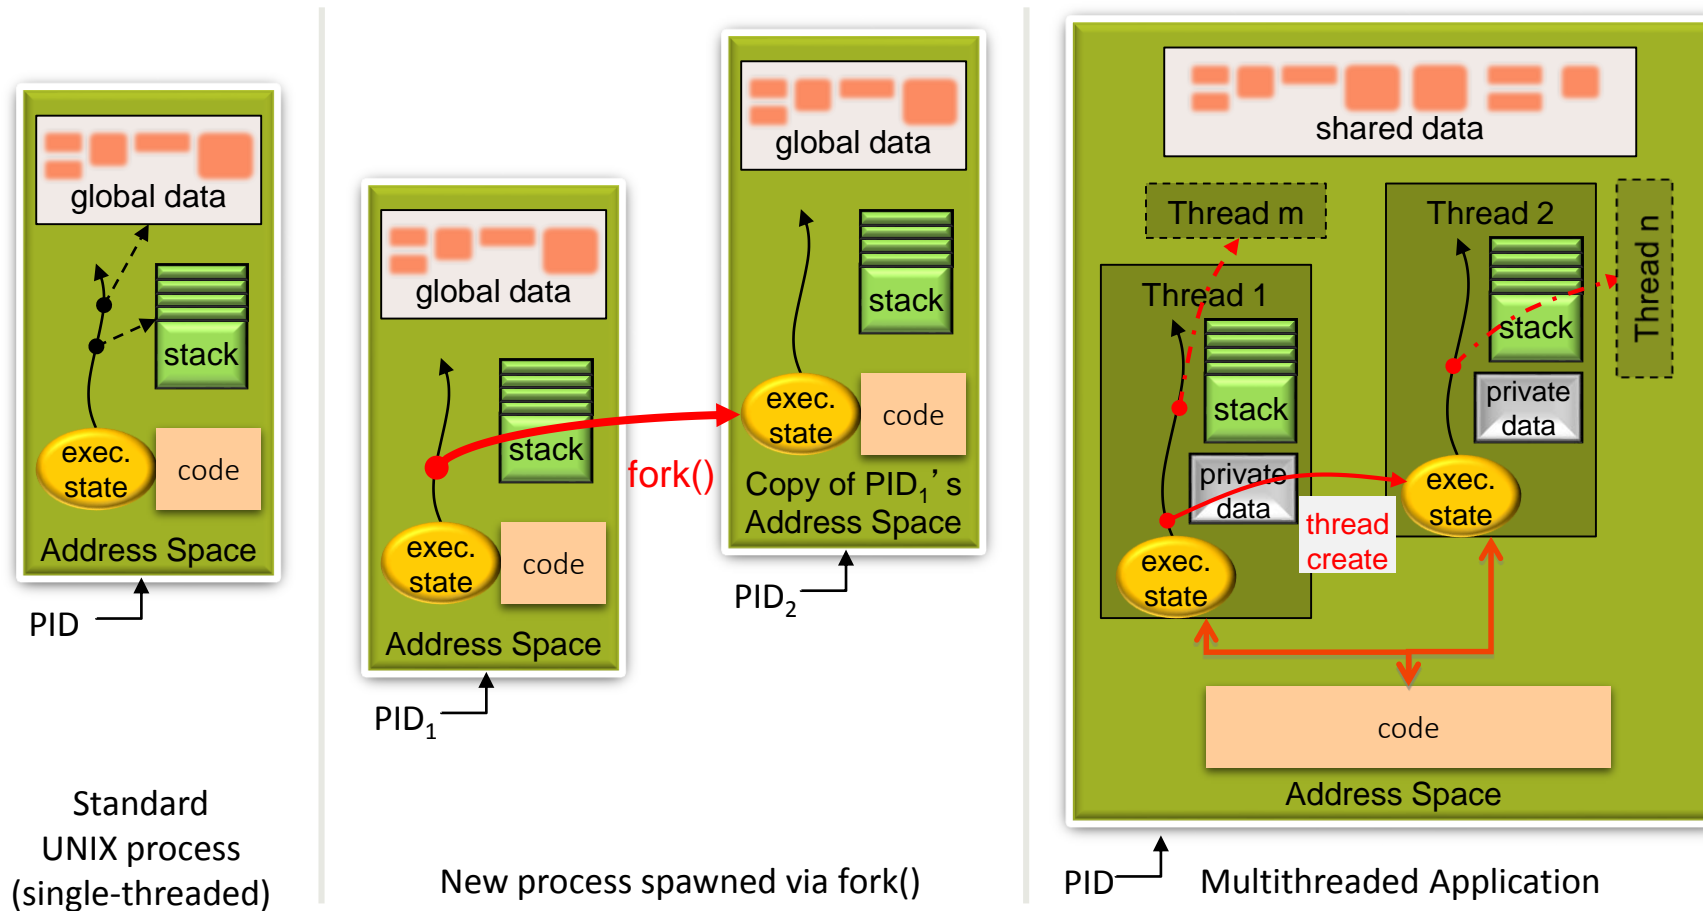 global data
stack
exec.
state
code
Address Space
PID
Standard
UNIX process
(single-threaded)
global data
stack
exec.
state
code
Address Space
PID1
fork()
global data
stack
exec.
state
code
Copy of PID1's
Address Space
PID2
New process spawned via fork()
shared data
Thread m
Thread 2
Thread n
Thread 1
stack
stack
private
data
private
data
exec.
state
thread
create
exec.
state
code
Address Space
PID
Multithreaded Application